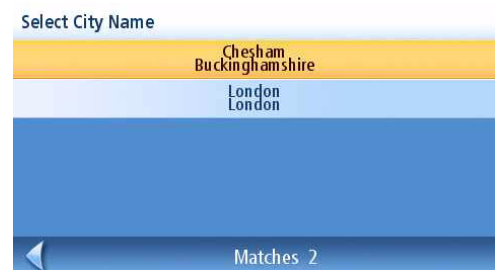 Select City Name
Chesham
Buckinghamshire
London
London
Matches 2